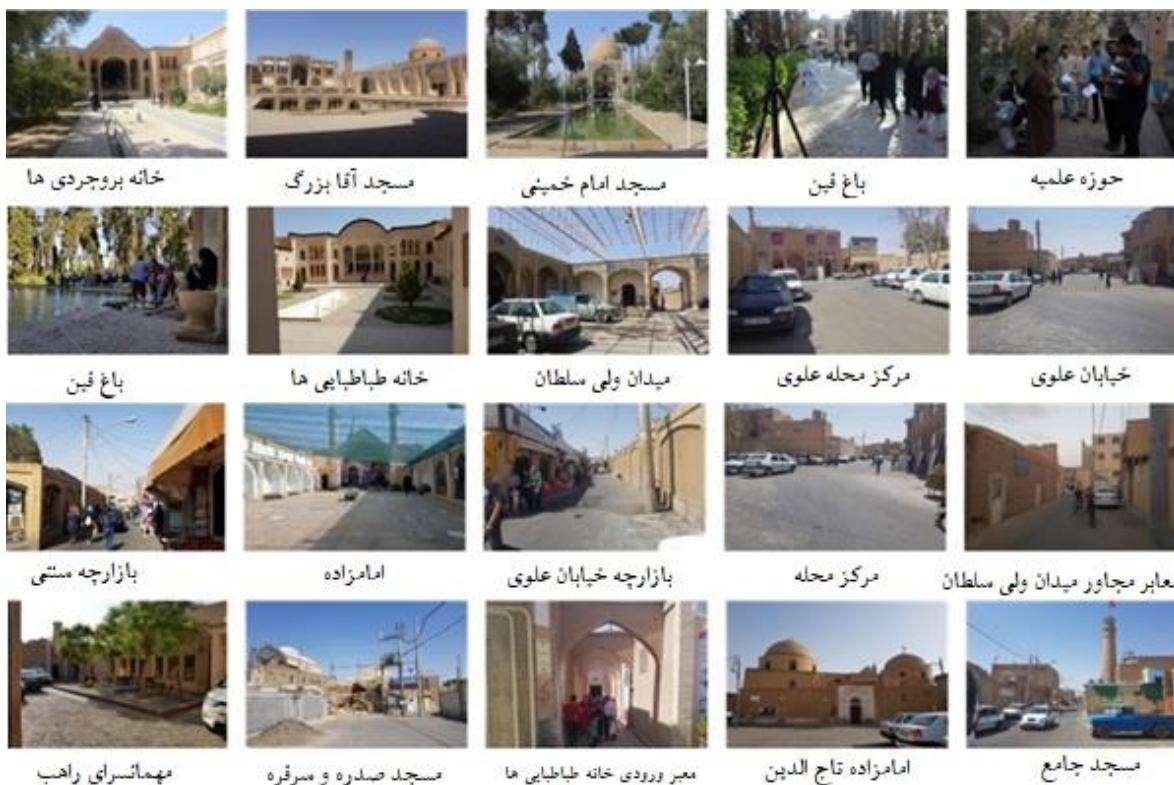 حوزه علمیه
باغ فین
مسجد امام خمینی
مسجد آقا بزرگ
خانه بروجردی ها
خیابان علوی
مرکز محله علوی
میدان ولی سلطان
خانه طباطبایی ها
باغ فین
معابر مجاور میدان ولی سلطان
مرکز محله
بازارچه خیابان علوی
امامزاده
بازارچه سنتی
مسجد جامع
امامزاده تاج الدین
معبر ورودی خانه طباطبایی ها
مسجد صدره و سرفره
مهمانسرای راهب